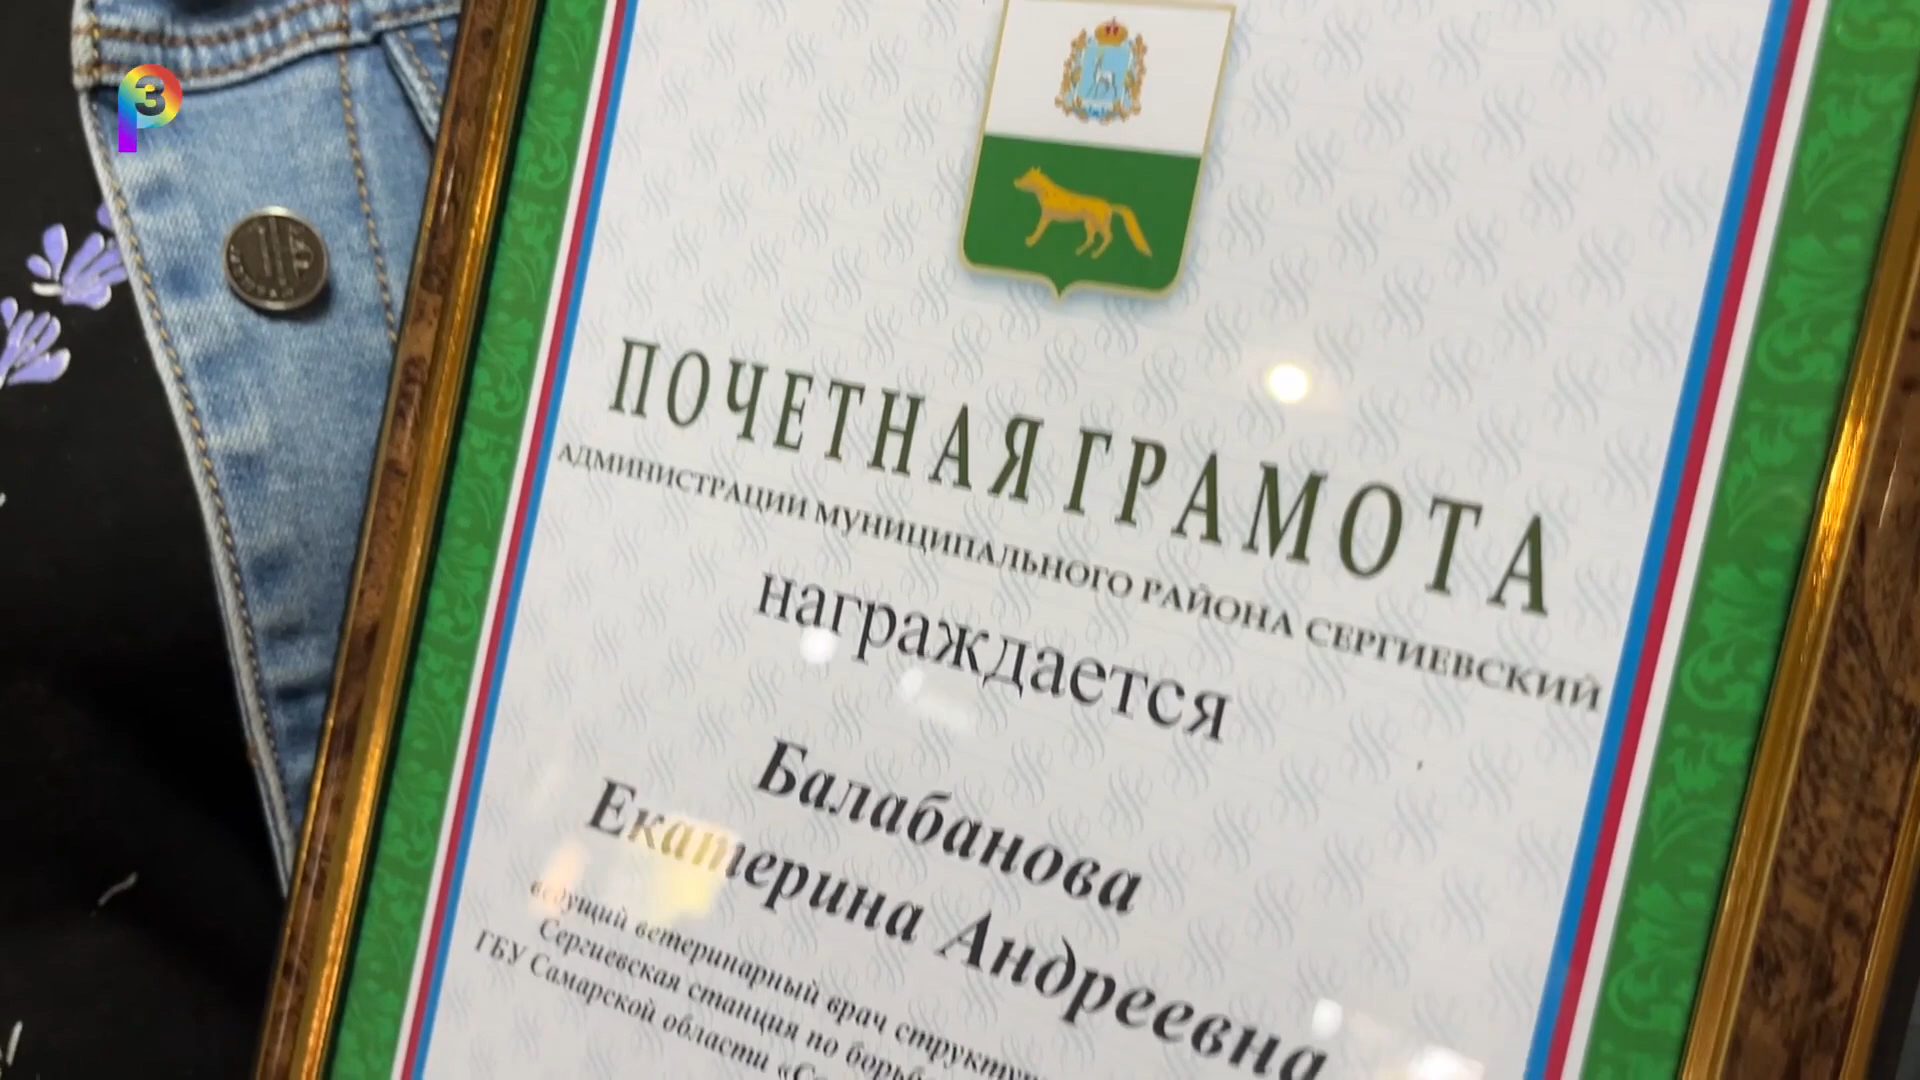 3
ПОЧЕТНАЯ ГРАМОТА
АДМИНИСТРАЦИИ МУНИЦИПАЛЬНОГО РАЙОНА СЕРГИЕВСКИЙ
награждается
Балабанова
Екатерина Андреевна
ведущий ветеринарный врач
Сергиевская станция по
ГБУ Самарской области